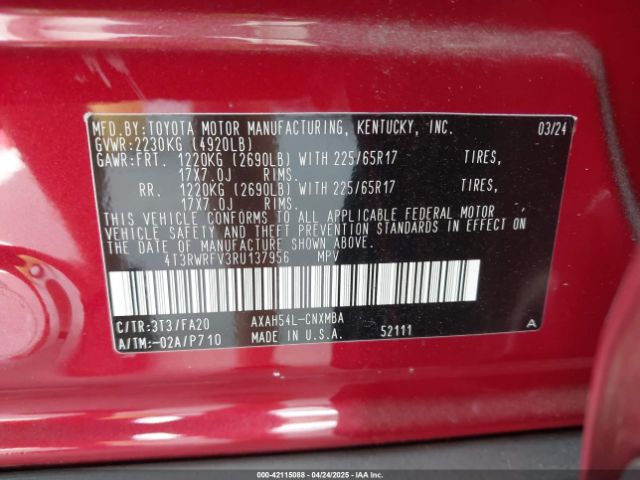 MFD.BY:TOYOTA MOTOR MANUFACTURING, KENTUCKY, INC. 03/24
GVWR:2230KG (4920LB)
GAWR:FRT. 1220KG (2690LB) WITH 225/65R17 TIRES,
17X7.0J RIMS.
RR. 1220KG (2690LB) WITH 225/65R17 TIRES,
17X7.0J RIMS.
THIS VEHICLE CONFORMS TO ALL APPLICABLE FEDERAL MOTOR
VEHICLE SAFETY AND THEFT PREVENTION STANDARDS IN EFFECT ON
THE DATE OF MANUFACTURE SHOWN ABOVE.
4T3RWRFV3RU137956 MPV
C/TR:3T3/FA20 AXAH54L-CNXMBA
A/TM:-02A/P710 MADE IN U.S.A. 52111 A
000-42115088 - 04/24/2025 - IAA Inc.